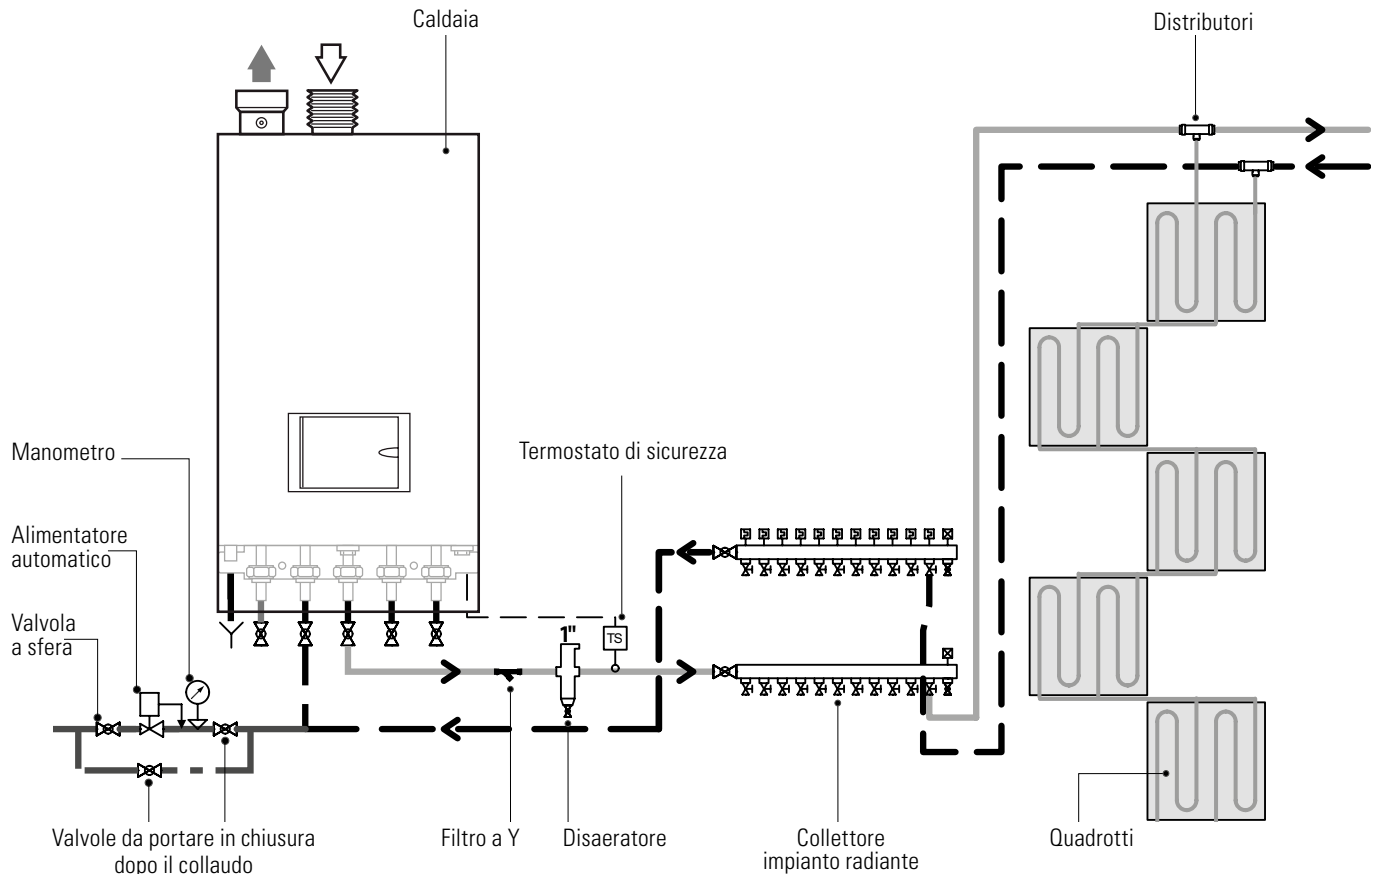 Caldaia
Distributori
Manometro
Termostato di sicurezza
Alimentatore
automatico
Valvola
a sfera
1"
TS
Valvole da portare in chiusura
dopo il collaudo
Filtro a Y
Disaeratore
Collettore
impianto radiante
Quadrotti